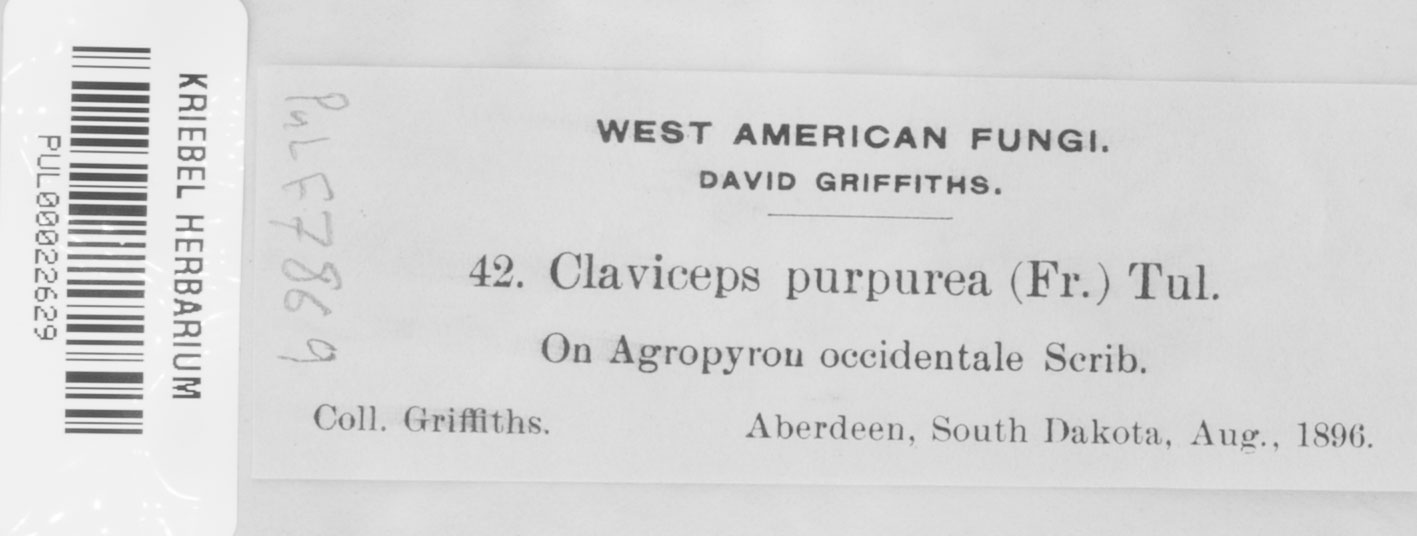 KRIEBEL HERBARIUM
PUL00022629
PuL F7869
WEST AMERICAN FUNGI.
DAVID GRIFFITHS.
42. Claviceps purpurea (Fr.) Tul.
On Agropyron occidentale Scrib.
Coll. Griffiths. Aberdeen, South Dakota, Aug., 1896.